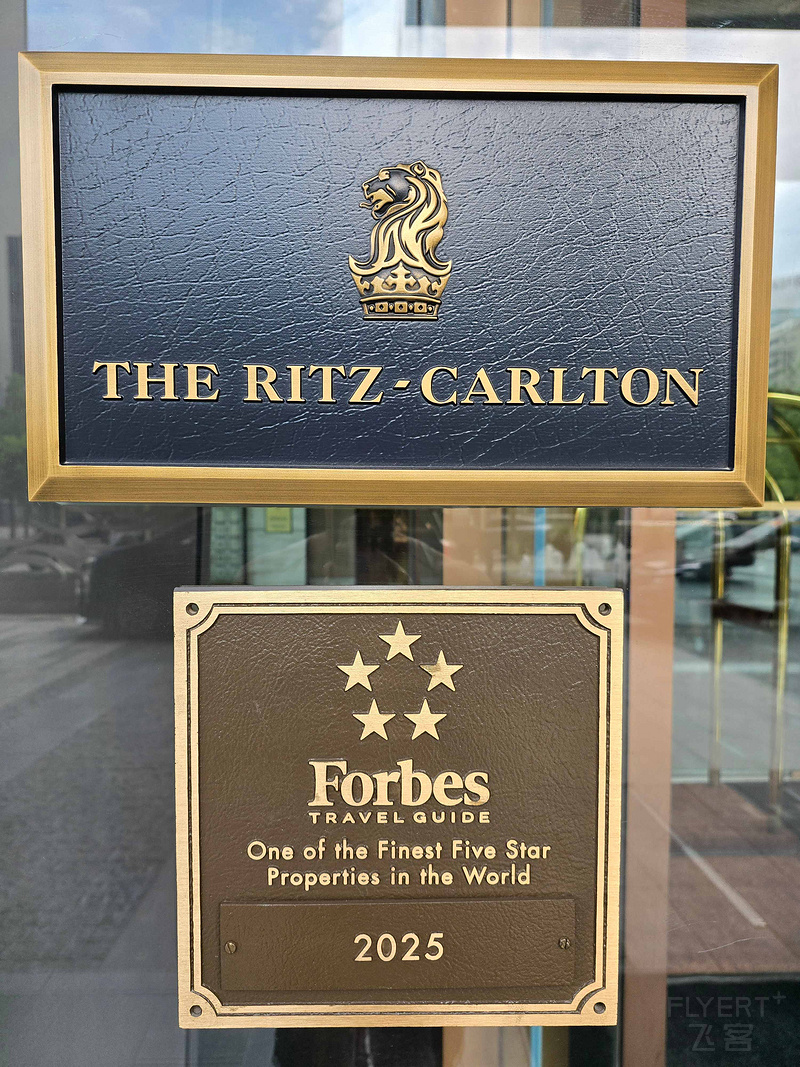 THE RITZ-CARLTON
Forbes
TRAVEL GUIDE
One of the Finest Five Star
Properties in the World
2025
FLYERT+
飞客